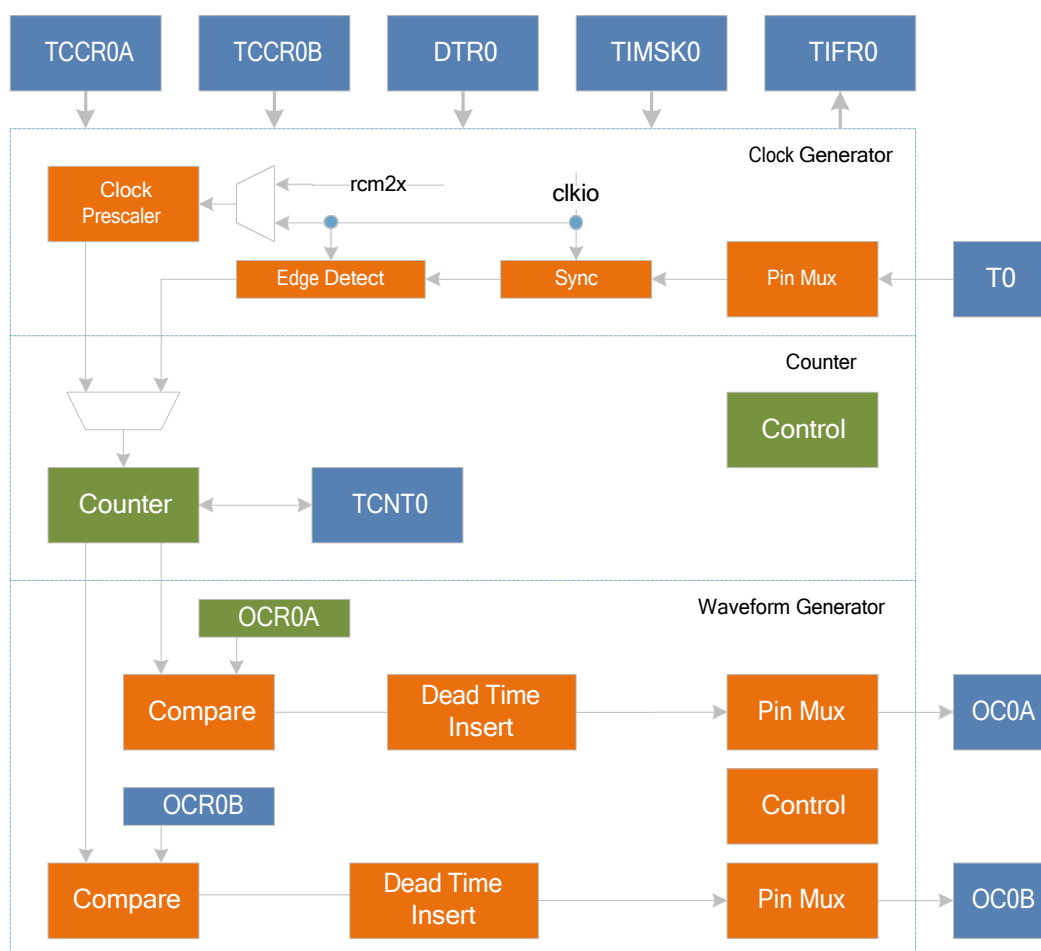 TCCR0A
TCCR0B
DTR0
TIMSK0
TIFR0
Clock Generator
Clock
Prescaler
rcm2x
clkio
Edge Detect
Sync
Pin Mux
T0
Counter
Control
Counter
TCNT0
Waveform Generator
OCR0A
Compare
Dead Time
Insert
Pin Mux
OC0A
OCR0B
Control
Compare
Dead Time
Insert
Pin Mux
OC0B